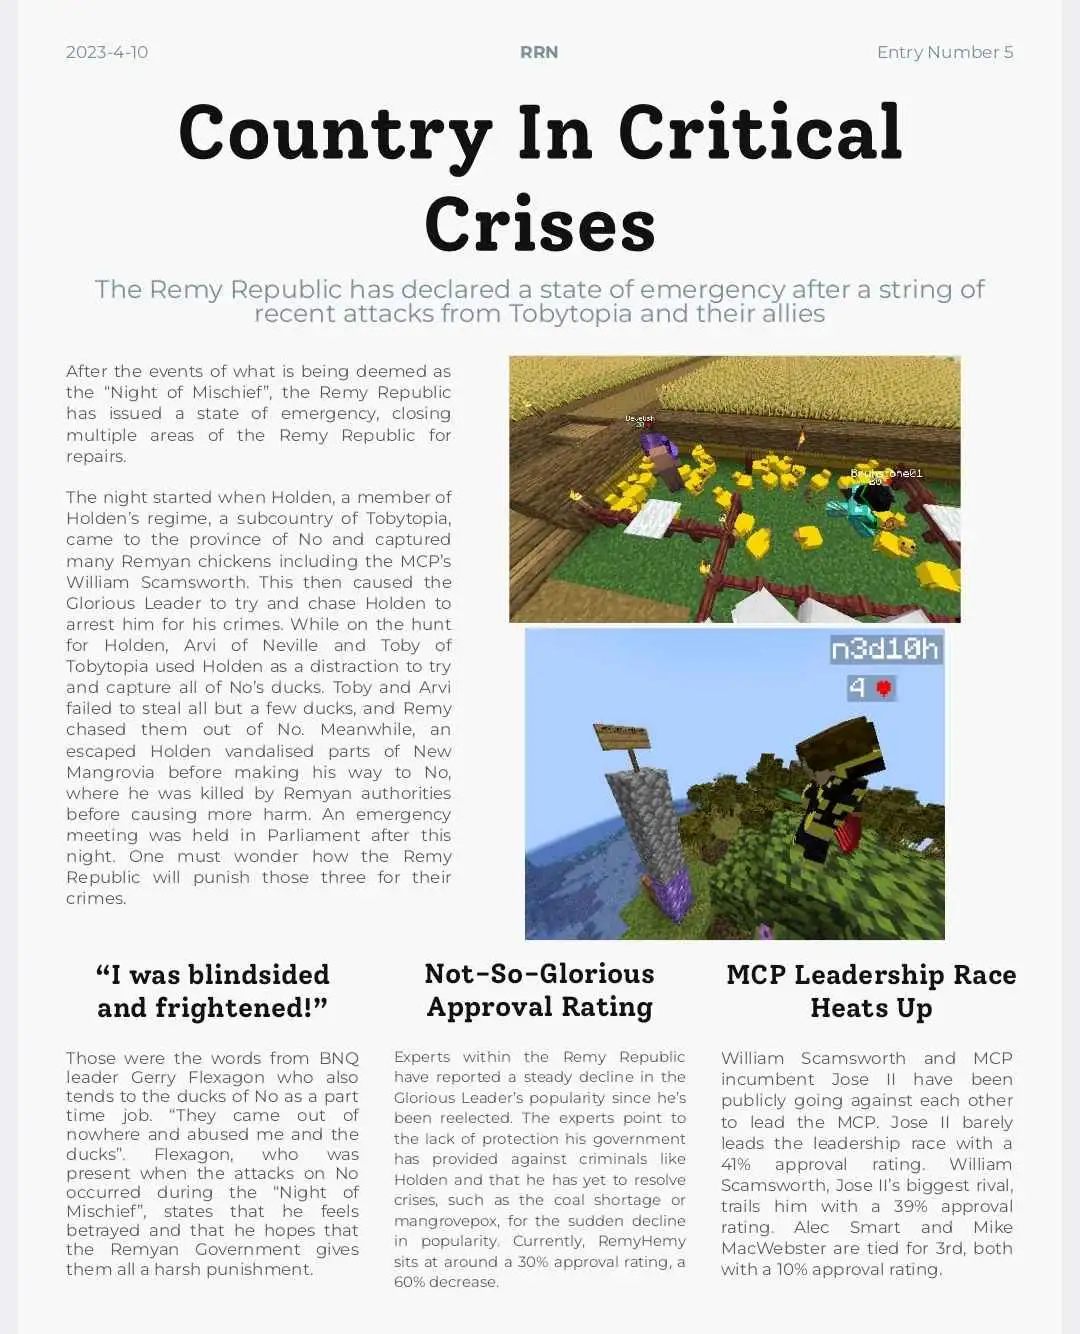 2023-4-10
RRN
Entry Number 5
Country In Critical
Crises
The Remy Republic has declared a state of emergency after a string of
recent attacks from Tobytopia and their allies
After the events of what is being deemed as
the “Night of Mischief”, the Remy Republic
has issued a state of emergency, closing
multiple areas of the Remy Republic for
repairs.
The night started when Holden, a member of
Holden’s regime, a subcountry of Tobytopia,
came to the province of No and captured
many Remyan chickens including the MCP’s
William Scamsworth. This then caused the
Glorious Leader to try and chase Holden to
arrest him for his crimes. While on the hunt
for Holden, Arvi of Neville and Toby of
Tobytopia used Holden as a distraction to try
and capture all of No’s ducks. Toby and Arvi
failed to steal all but a few ducks, and Remy
chased them out of No. Meanwhile, an
escaped Holden vandalised parts of New
Mangrovia before making his way to No,
where he was killed by Remyan authorities
before causing more harm. An emergency
meeting was held in Parliament after this
night. One must wonder how the Remy
Republic will punish those three for their
crimes.
n3d10h
4
“I was blindsided
and frightened!”
Those were the words from BNQ
leader Gerry Flexagon who also
tends to the ducks of No as a part
time job. “They came out of
nowhere and abused me and the
ducks”. Flexagon, who was
present when the attacks on No
occurred during the “Night of
Mischief”, states that he feels
betrayed and that he hopes that
the Remyan Government gives
them all a harsh punishment.
Not-So-Glorious
Approval Rating
Experts within the Remy Republic
have reported a steady decline in the
Glorious Leader’s popularity since he’s
been reelected. The experts point to
the lack of protection his government
has provided against criminals like
Holden and that he has yet to resolve
crises, such as the coal shortage or
mangrovepox, for the sudden decline
in popularity. Currently, RemyHemy
sits at around a 30% approval rating, a
60% decrease.
MCP Leadership Race
Heats Up
William Scamsworth and MCP
incumbent Jose II have been
publicly going against each other
to lead the MCP. Jose II barely
leads the leadership race with a
41% approval rating. William
Scamsworth, Jose II’s biggest rival,
trails him with a 39% approval
rating. Alec Smart and Mike
MacWebster are tied for 3rd, both
with a 10% approval rating.